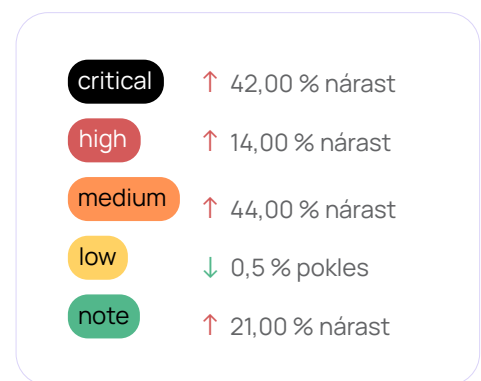 critical ↑ 42,00 % nárast
high ↑ 14,00 % nárast
medium ↑ 44,00 % nárast
low ↓ 0,5 % pokles
note ↑ 21,00 % nárast